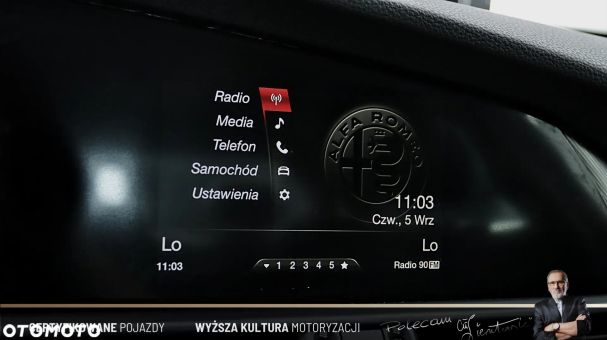 Radio
Media
Telefon
Samochód
Ustawienia
ALFA ROMEO
11:03
Czw., 5 Wrz
Lo
Lo
11:03
1 2 3 4 5
Radio 90 FM
OTOMOTO
CERTYFIKOWANE POJAZDY
WYŻSZA KULTURA MOTORYZACJI
Polecam